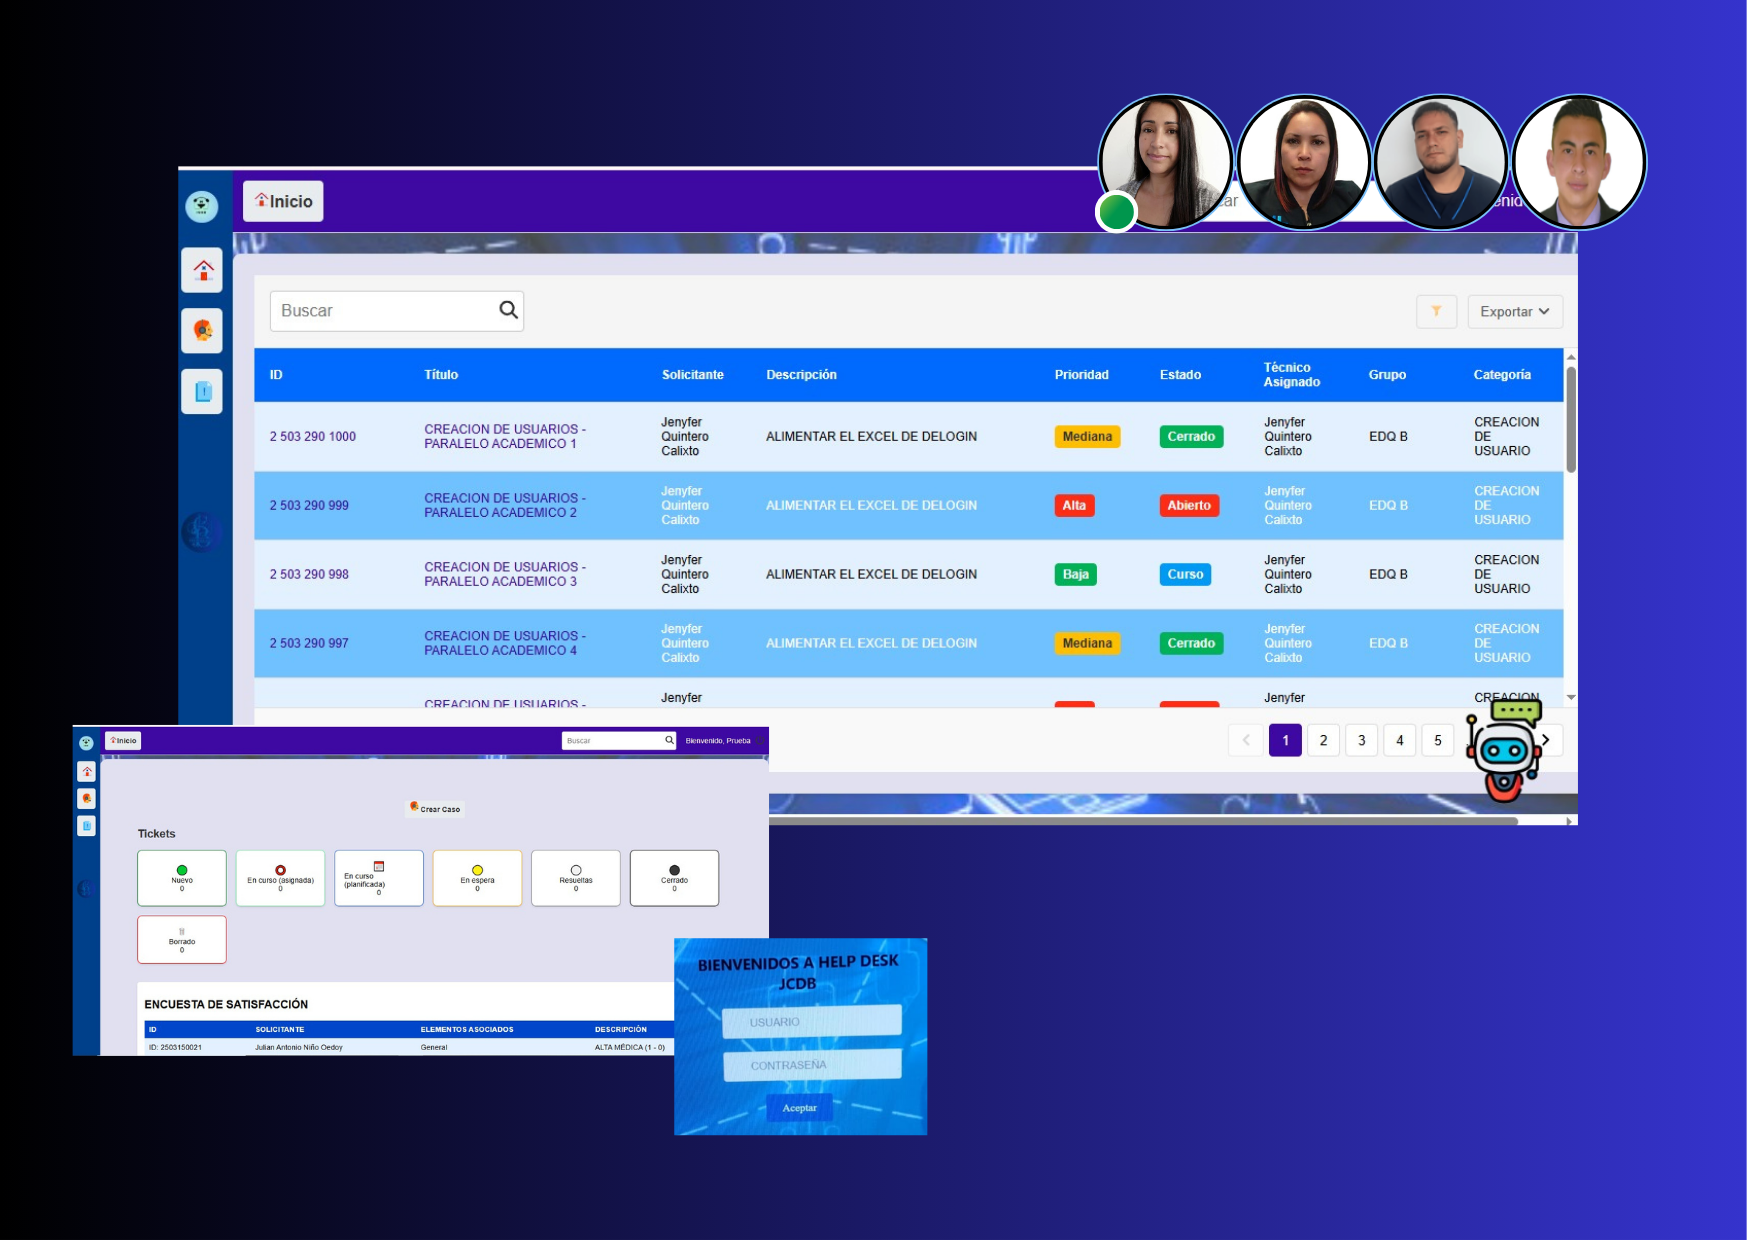 Inicio
ar
enid
Buscar
Exportar
ID Título Solicitante Descripción Prioridad Estado Técnico Asignado Grupo Categoría
2 503 290 1000 CREACION DE USUARIOS - PARALELO ACADEMICO 1 Jenyfer Quintero Calixto ALIMENTAR EL EXCEL DE DELOGIN Mediana Cerrado Jenyfer Quintero Calixto EDQ B CREACION DE USUARIO
2 503 290 999 CREACION DE USUARIOS - PARALELO ACADEMICO 2 Jenyfer Quintero Calixto ALIMENTAR EL EXCEL DE DELOGIN Alta Abierto Jenyfer Quintero Calixto EDQ B CREACION DE USUARIO
2 503 290 998 CREACION DE USUARIOS - PARALELO ACADEMICO 3 Jenyfer Quintero Calixto ALIMENTAR EL EXCEL DE DELOGIN Baja Curso Jenyfer Quintero Calixto EDQ B CREACION DE USUARIO
2 503 290 997 CREACION DE USUARIOS - PARALELO ACADEMICO 4 Jenyfer Quintero Calixto ALIMENTAR EL EXCEL DE DELOGIN Mediana Cerrado Jenyfer Quintero Calixto EDQ B CREACION DE USUARIO
CREACION DE USUARIOS - Jenyfer Jenyfer CREACION
1 2 3 4 5
Inicio
Buscar
Bienvenido, Prueba
Crear Caso
Tickets
Nuevo 0
En curso (asignada) 0
En curso (planificada) 0
En espera 0
Resueltas 0
Cerrado 0
Borrado 0
ENCUESTA DE SATISFACCIÓN
ID SOLICITANTE ELEMENTOS ASOCIADOS DESCRIPCIÓN
ID: 2503150021 Julian Antonio Niño Oedoy General ALTA MÉDICA (1 - 0)
BIENVENIDOS A HELP DESK
JCDB
USUARIO
CONTRASEÑA
Aceptar